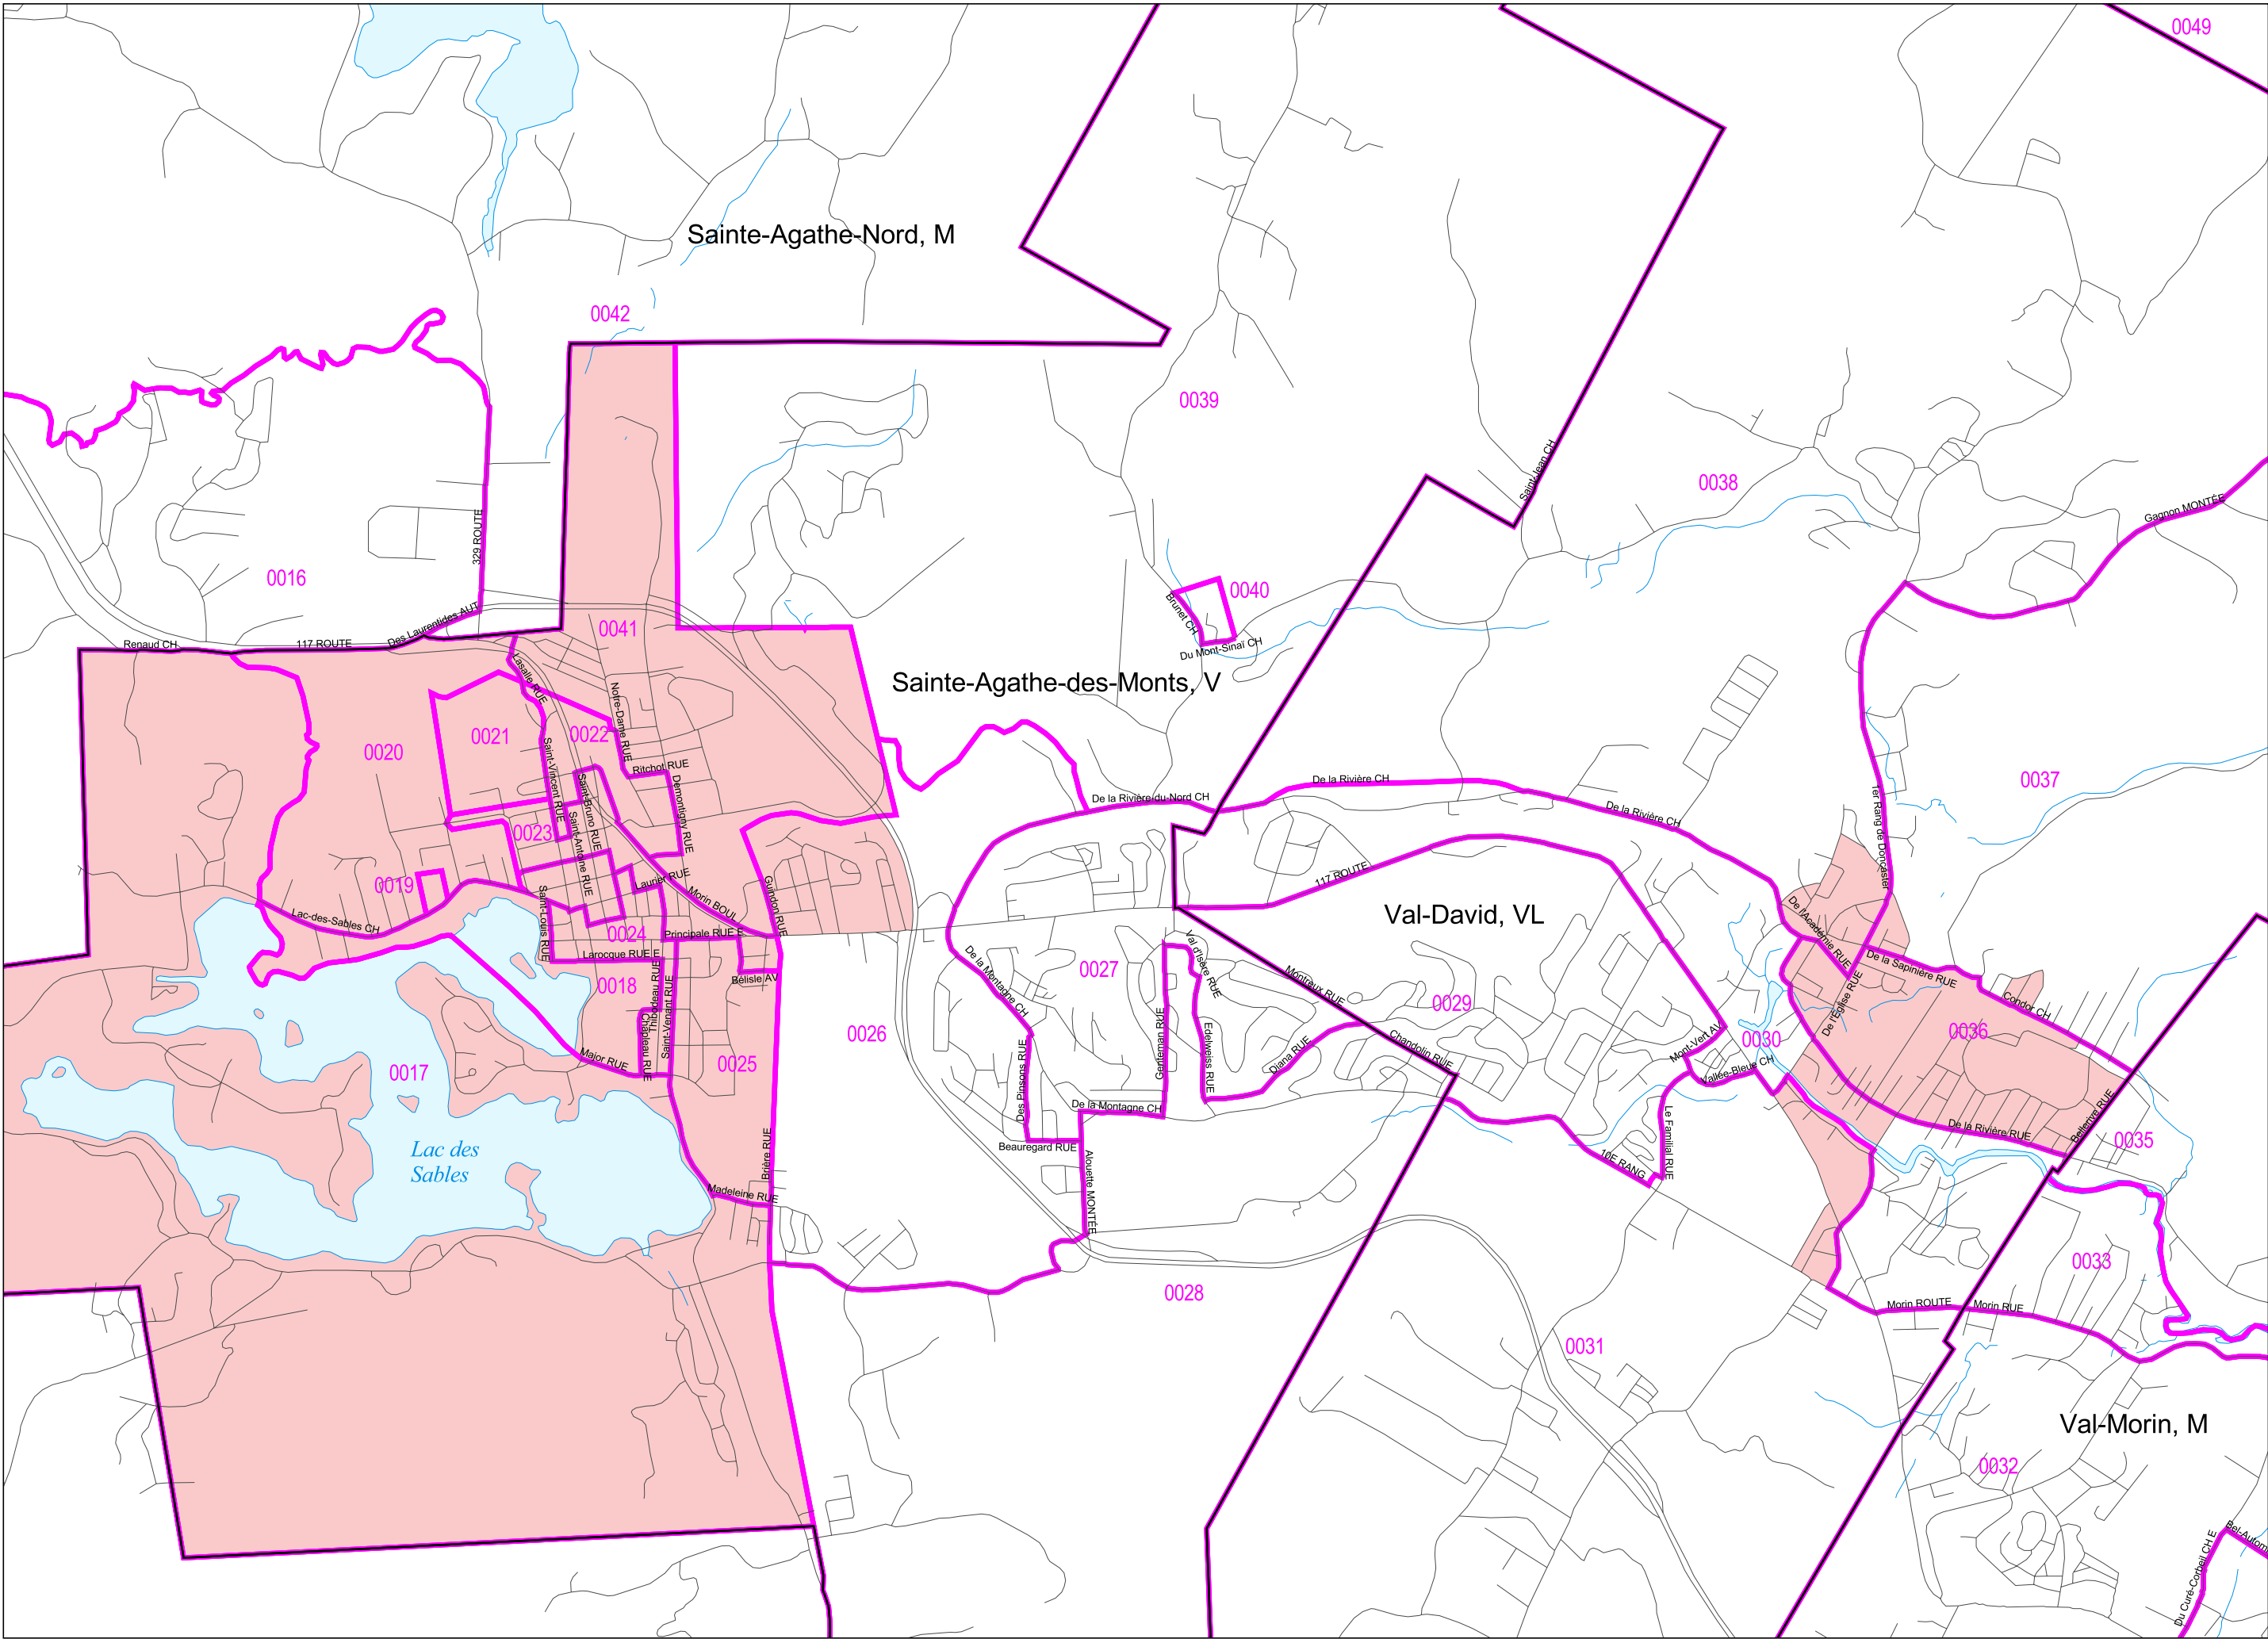 0049
Sainte-Agathe-Nord, M
0042
0039
Saint-Jean CH
0038
Gagnon MONTÉE
329 ROUTE
0016
0040
Brunet CH
Du Mont-Sinaï CH
Des Laurentides AUT
117 ROUTE
Renaud CH
0041
Lasalle RUE
Sainte-Agathe-des-Monts, V
Notre-Dame RUE
0020
0021
0022
Saint-Vincent RUE
Ritchot RUE
Demontigny RUE
Saint-Bruno RUE
Saint-Antoine RUE
De la Rivière-du-Nord CH
De la Rivière CH
De la Rivière CH
1er Rang de Doncaster
0037
0023
0019
Laurier RUE
Morin BOUL
Guindon RUE
117 ROUTE
Val-David, VL
De l'Académie RUE
Lac-des-Sables CH
Saint-Louis RUE
0024
Principale RUE E
Larocque RUE E
Bélisle AV
De la Montagne CH
0027
Val d'Isère RUE
Montreux RUE
De la Sapinière RUE
Condor CH
0018
Thibodeau RUE
Saint-Venant RUE
Chapleau RUE
Major RUE
0017
0025
0026
Des Pinsons RUE
Gentleman RUE
Edelweiss RUE
Diana RUE
0029
Chandolin RUE
Mont-Vert AV
0030
Vallée-Bleue CH
De l'Église RUE
0036
De la Montagne CH
Beauregard RUE
Alouette MONTÉE
Le Familial RUE
10E RANG
De la Rivière RUE
Bellerive RUE
0035
Lac des
Sables
Brière RUE
Madeleine RUE
0028
0033
Morin ROUTE
Morin RUE
0031
Val-Morin, M
0032
Du Curé-Corbeil CH E